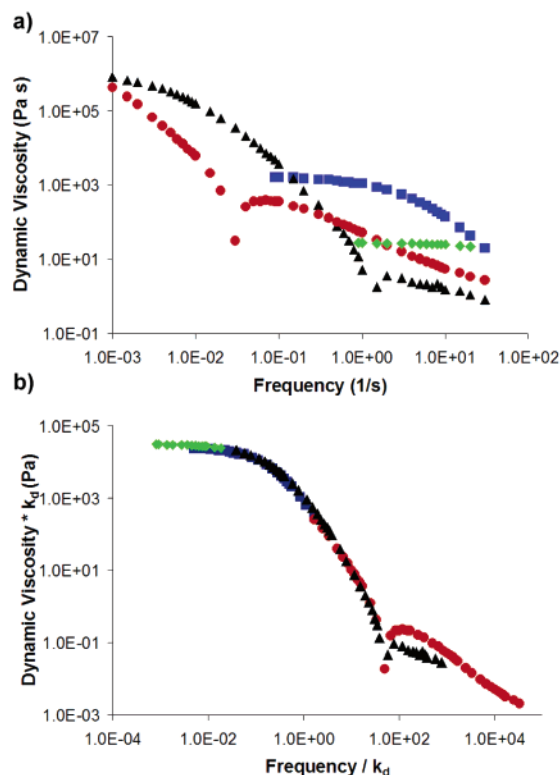 a)
1.0E+07
1.0E+05
1.0E+03
1.0E+01
1.0E-01
Dynamic Viscosity (Pa s)
1.0E-03 1.0E-02 1.0E-01 1.0E+00 1.0E+01 1.0E+02
Frequency (1/s)
b)
1.0E+05
1.0E+03
1.0E+01
1.0E-01
1.0E-03
Dynamic Viscosity * kd(Pa)
1.0E-04 1.0E-02 1.0E+00 1.0E+02 1.0E+04
Frequency / kd